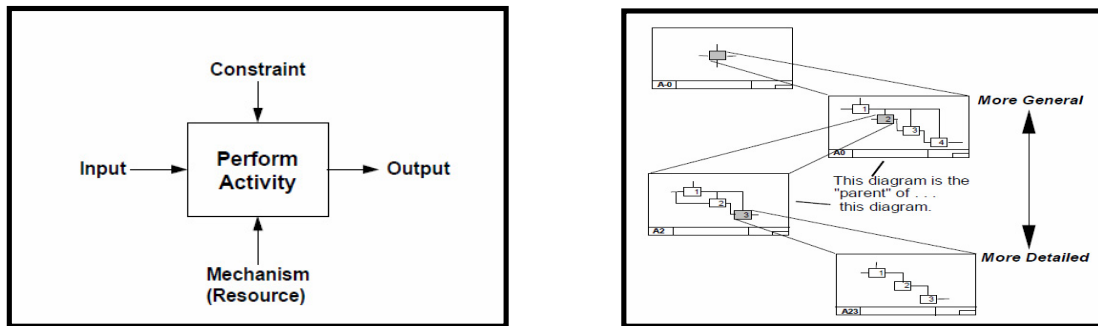 Constraint
Input
Perform
Activity
Output
Mechanism
(Resource)
A-0
More General
1
2
3
4
A0
This diagram is the
"parent" of . . .
this diagram.
1
2
3
A2
More Detailed
1
2
3
A23